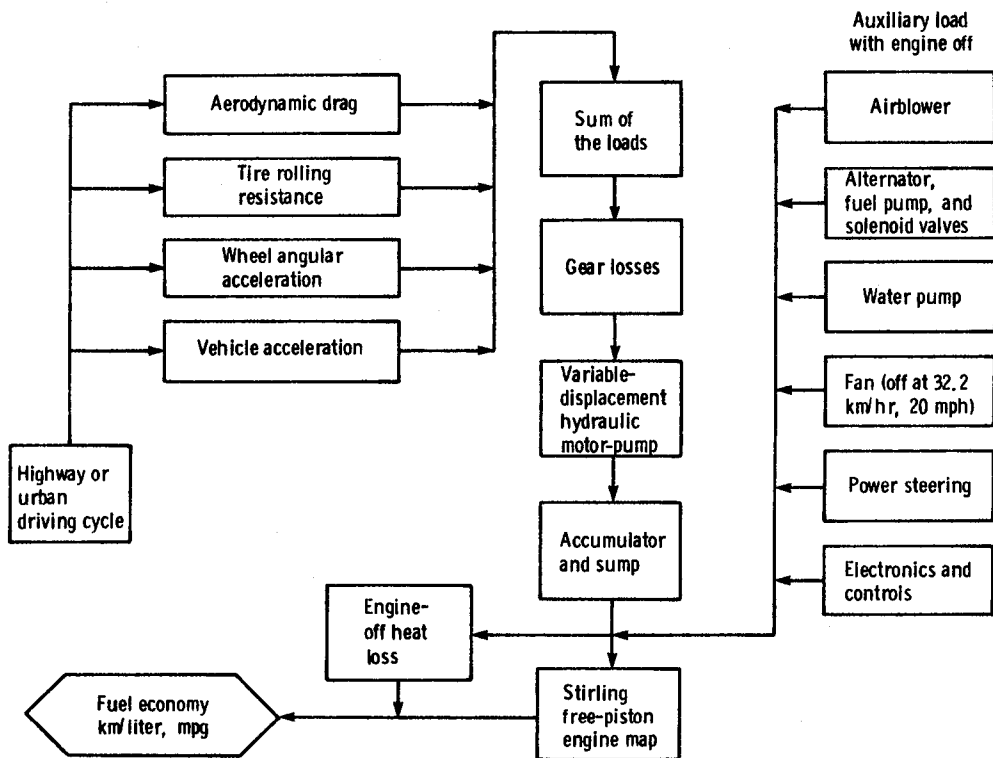 Auxiliary load
with engine off
Aerodynamic drag
Tire rolling
resistance
Wheel angular
acceleration
Vehicle acceleration
Highway or
urban
driving cycle
Sum of
the loads
Gear losses
Variable-
displacement
hydraulic
motor-pump
Accumulator
and sump
Airblower
Alternator,
fuel pump, and
solenoid valves
Water pump
Fan (off at 32.2
km/hr, 20 mph)
Power steering
Electronics and
controls
Engine-
off heat
loss
Stirling
free-piston
engine map
Fuel economy
km/liter, mpg